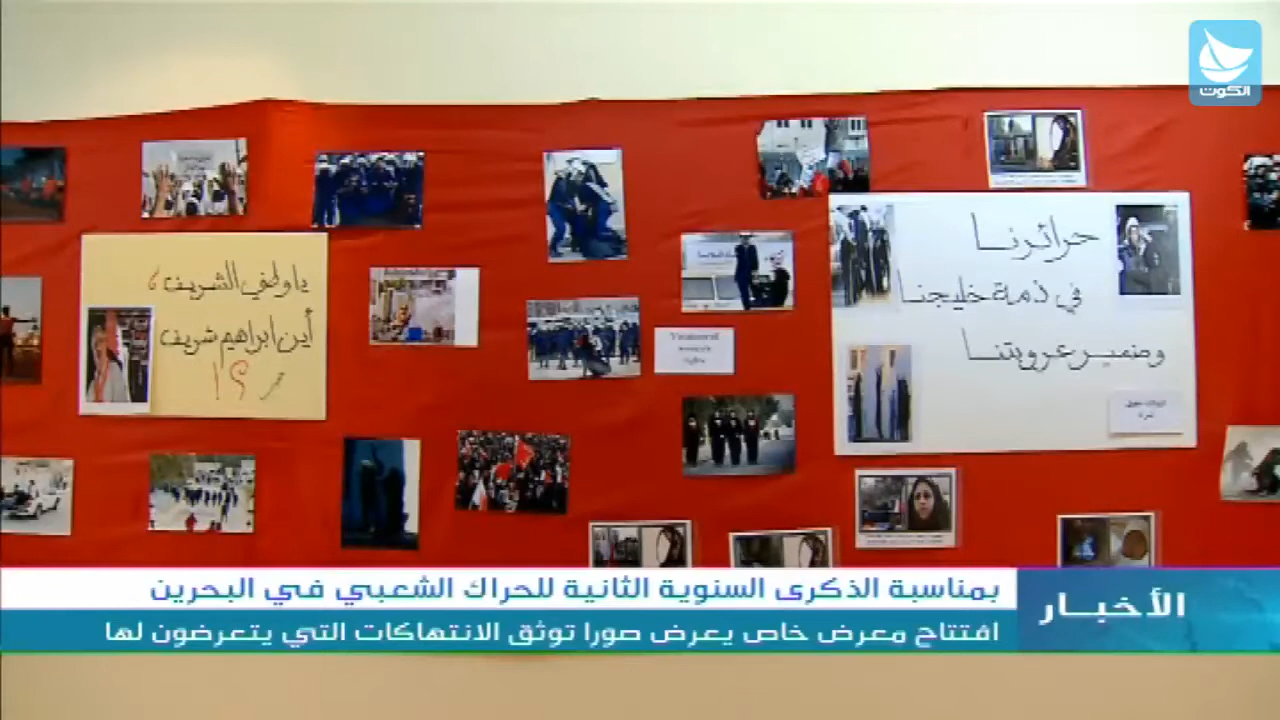 الكوت
يا وطني الشريف
أين ابراهيم شريف
؟!
حرائرنا
في ذمة خليجنا
وضمير عروبتنا
الأخبار
بمناسبة الذكرى السنوية الثانية للحراك الشعبي في البحرين
افتتاح معرض خاص يعرض صورا توثق الانتهاكات التي يتعرضون لها